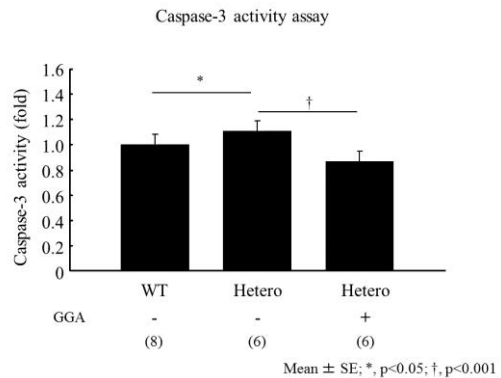 Caspase-3 activity assay
Caspase-3 activity (fold)
1.6
1.4
1.2
1.0
0.8
0.6
0.4
0.2
0
*
†
WT Hetero Hetero
GGA - - +
(8) (6) (6)
Mean ± SE; *, p<0.05; †, p<0.001